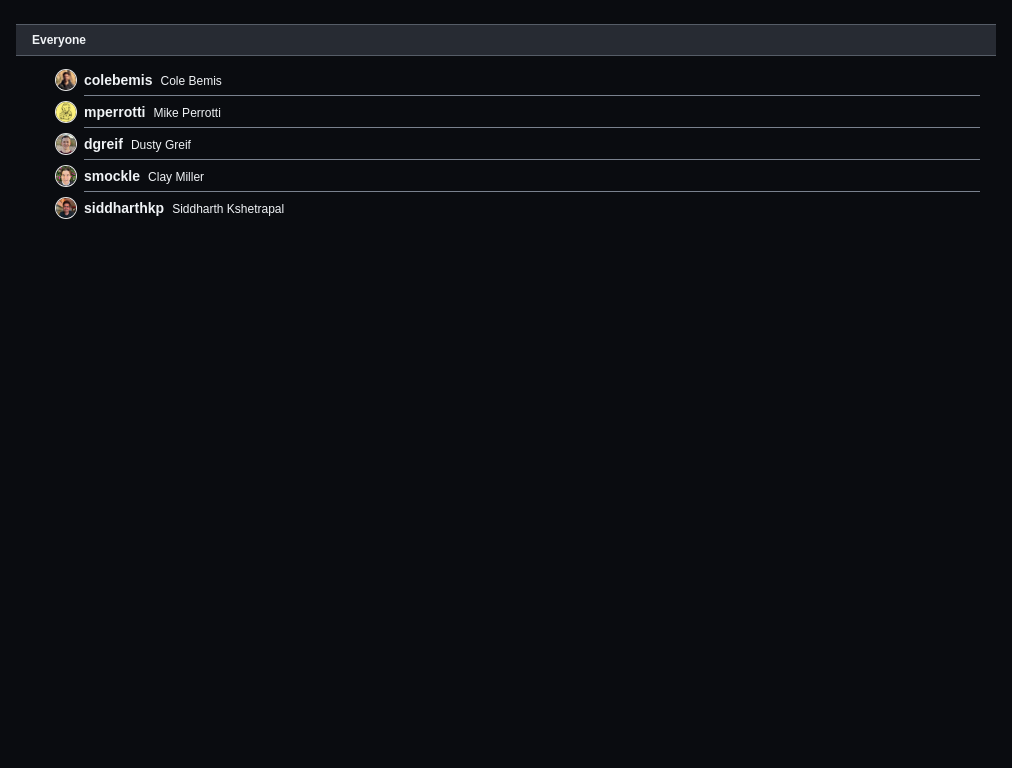 Everyone
colebemis Cole Bemis
mperrotti Mike Perrotti
dgreif Dusty Greif
smockle Clay Miller
siddharthkp Siddharth Kshetrapal